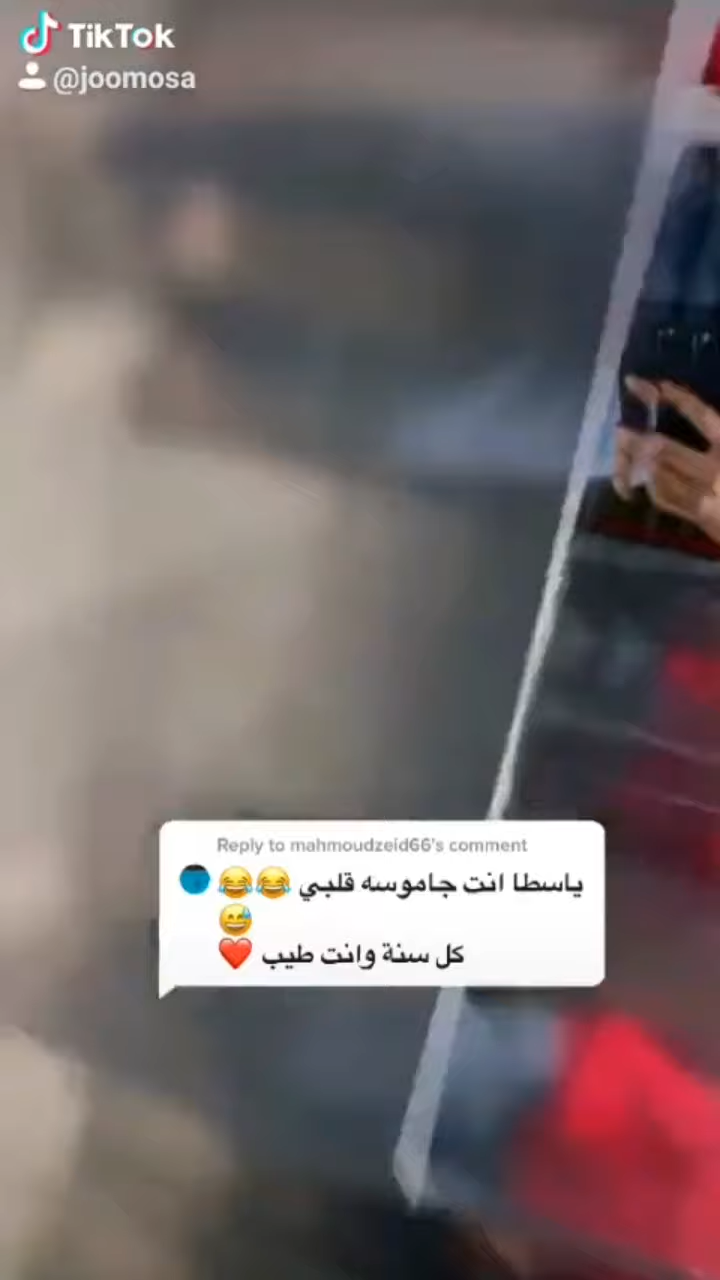 TikTok
@joomosa
Reply to mahmoudzeid66's comment
ياسطا انت جاموسه قلبي 😂😂
😅
كل سنة وانت طيب ❤️